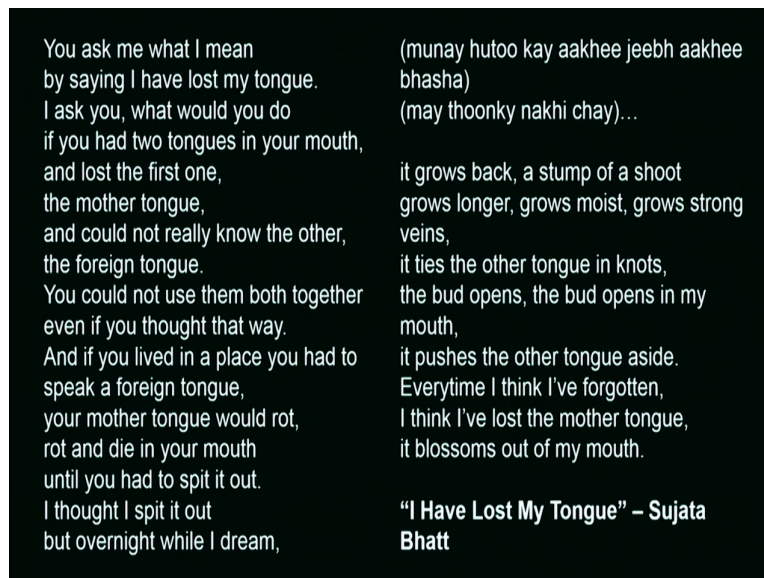 You ask me what I mean
by saying I have lost my tongue.
I ask you, what would you do
if you had two tongues in your mouth,
and lost the first one,
the mother tongue,
and could not really know the other,
the foreign tongue.
You could not use them both together
even if you thought that way.
And if you lived in a place you had to
speak a foreign tongue,
your mother tongue would rot,
rot and die in your mouth
until you had to spit it out.
I thought I spit it out
but overnight while I dream,
(munay hutoo kay aakhee jeebh aakhee
bhasha)
(may thoonky nakhi chay)…
it grows back, a stump of a shoot
grows longer, grows moist, grows strong
veins,
it ties the other tongue in knots,
the bud opens, the bud opens in my
mouth,
it pushes the other tongue aside.
Everytime I think I've forgotten,
I think I've lost the mother tongue,
it blossoms out of my mouth.
“I Have Lost My Tongue” – Sujata
Bhatt